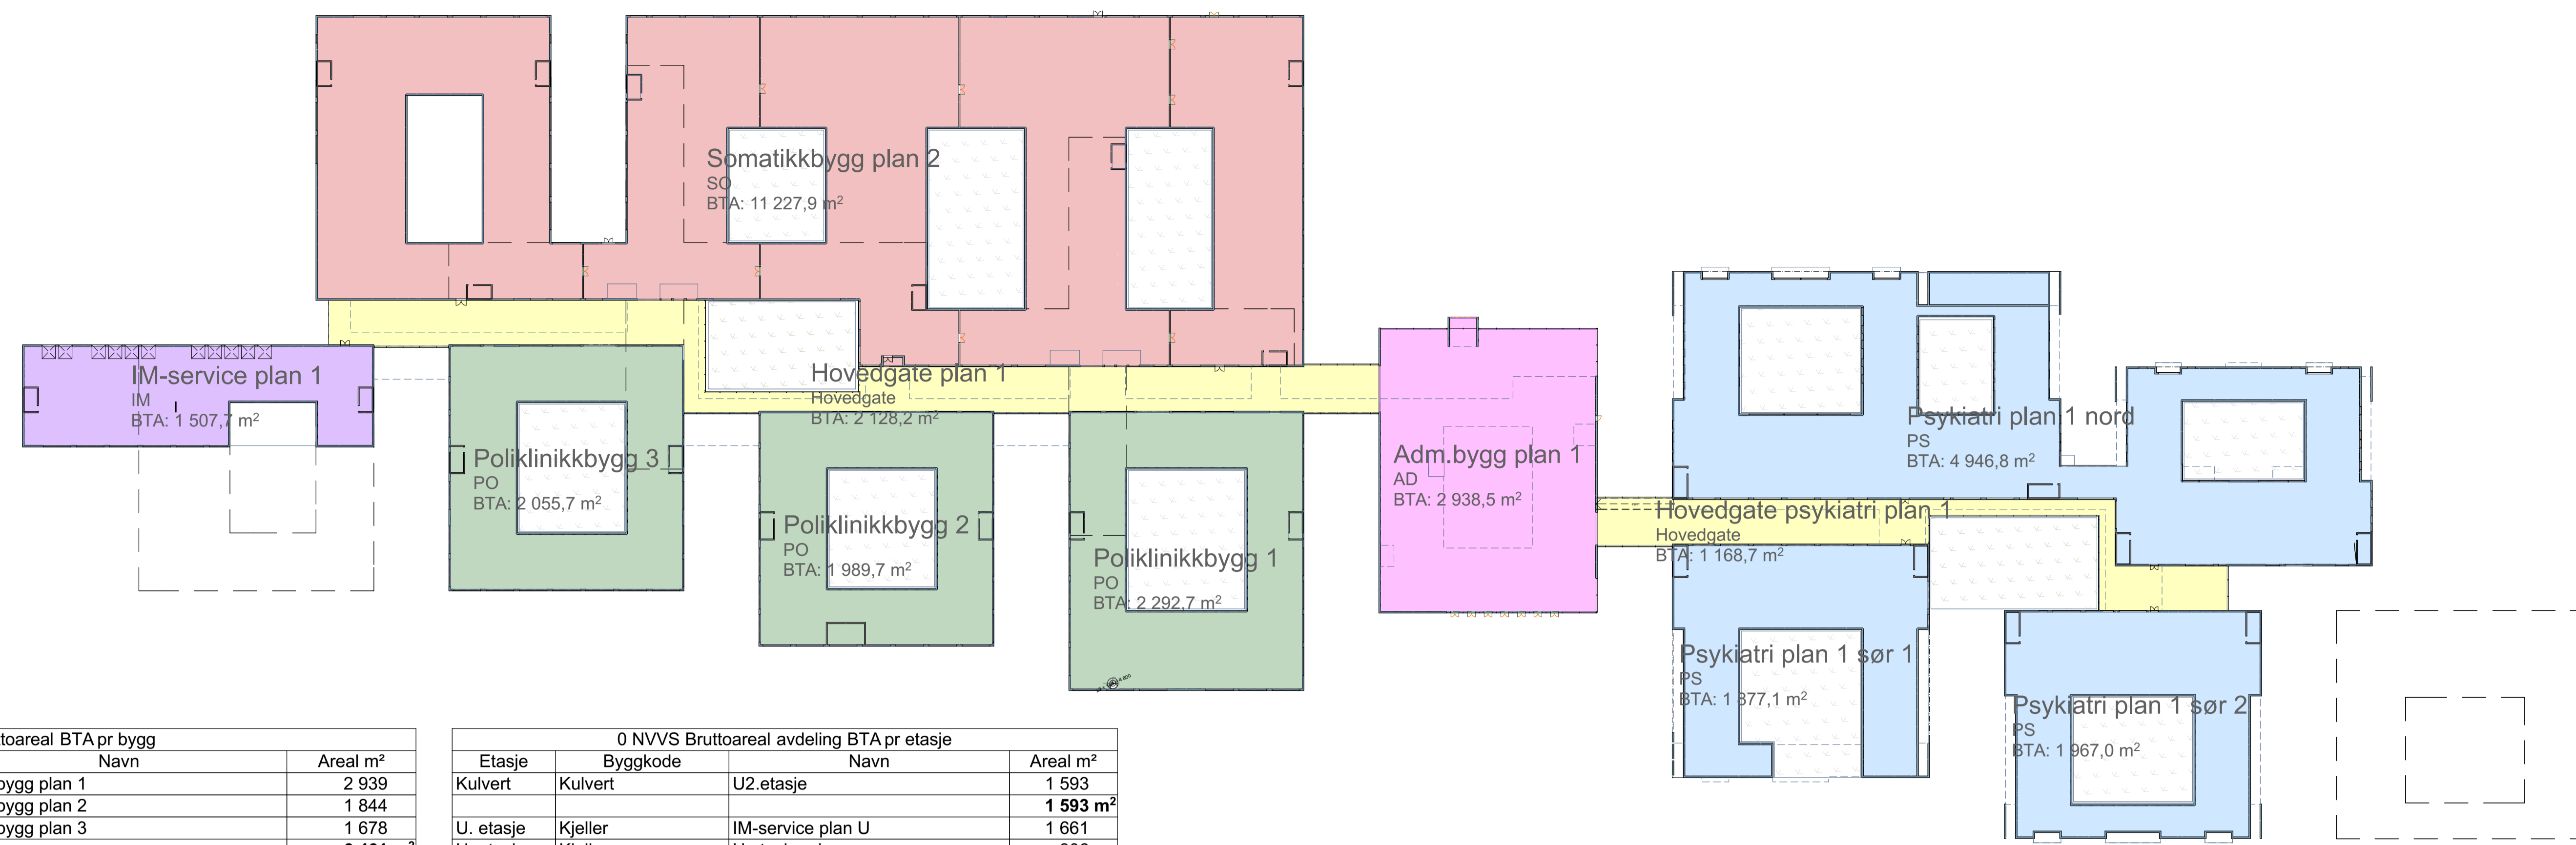 Somatikkbygg plan 2
SO
BTA: 11 227,9 m²
IM-service plan 1
IM
BTA: 1 507,7 m²
Hovedgate plan 1
Hovedgate
BTA: 2 128,2 m²
Poliklinikkbygg 3
PO
BTA: 2 055,7 m²
Poliklinikkbygg 2
PO
BTA: 1 989,7 m²
Poliklinikkbygg 1
PO
BTA: 2 292,7 m²
Adm.bygg plan 1
AD
BTA: 2 938,5 m²
Psykiatri plan 1 nord
PS
BTA: 4 946,8 m²
Hovedgate psykiatri plan 1
Hovedgate
BTA: 1 168,7 m²
Psykiatri plan 1 sør 1
PS
BTA: 1 877,1 m²
Psykiatri plan 1 sør 2
PS
BTA: 1 967,0 m²
toareal BTA pr bygg
Navn Areal m²
bygg plan 1 2 939
bygg plan 2 1 844
bygg plan 3 1 678
0 NVVS Bruttoareal avdeling BTA pr etasje
Etasje Byggkode Navn Areal m²
Kulvert Kulvert U2.etasje 1 593
1 593 m²
U. etasje Kjeller IM-service plan U 1 661